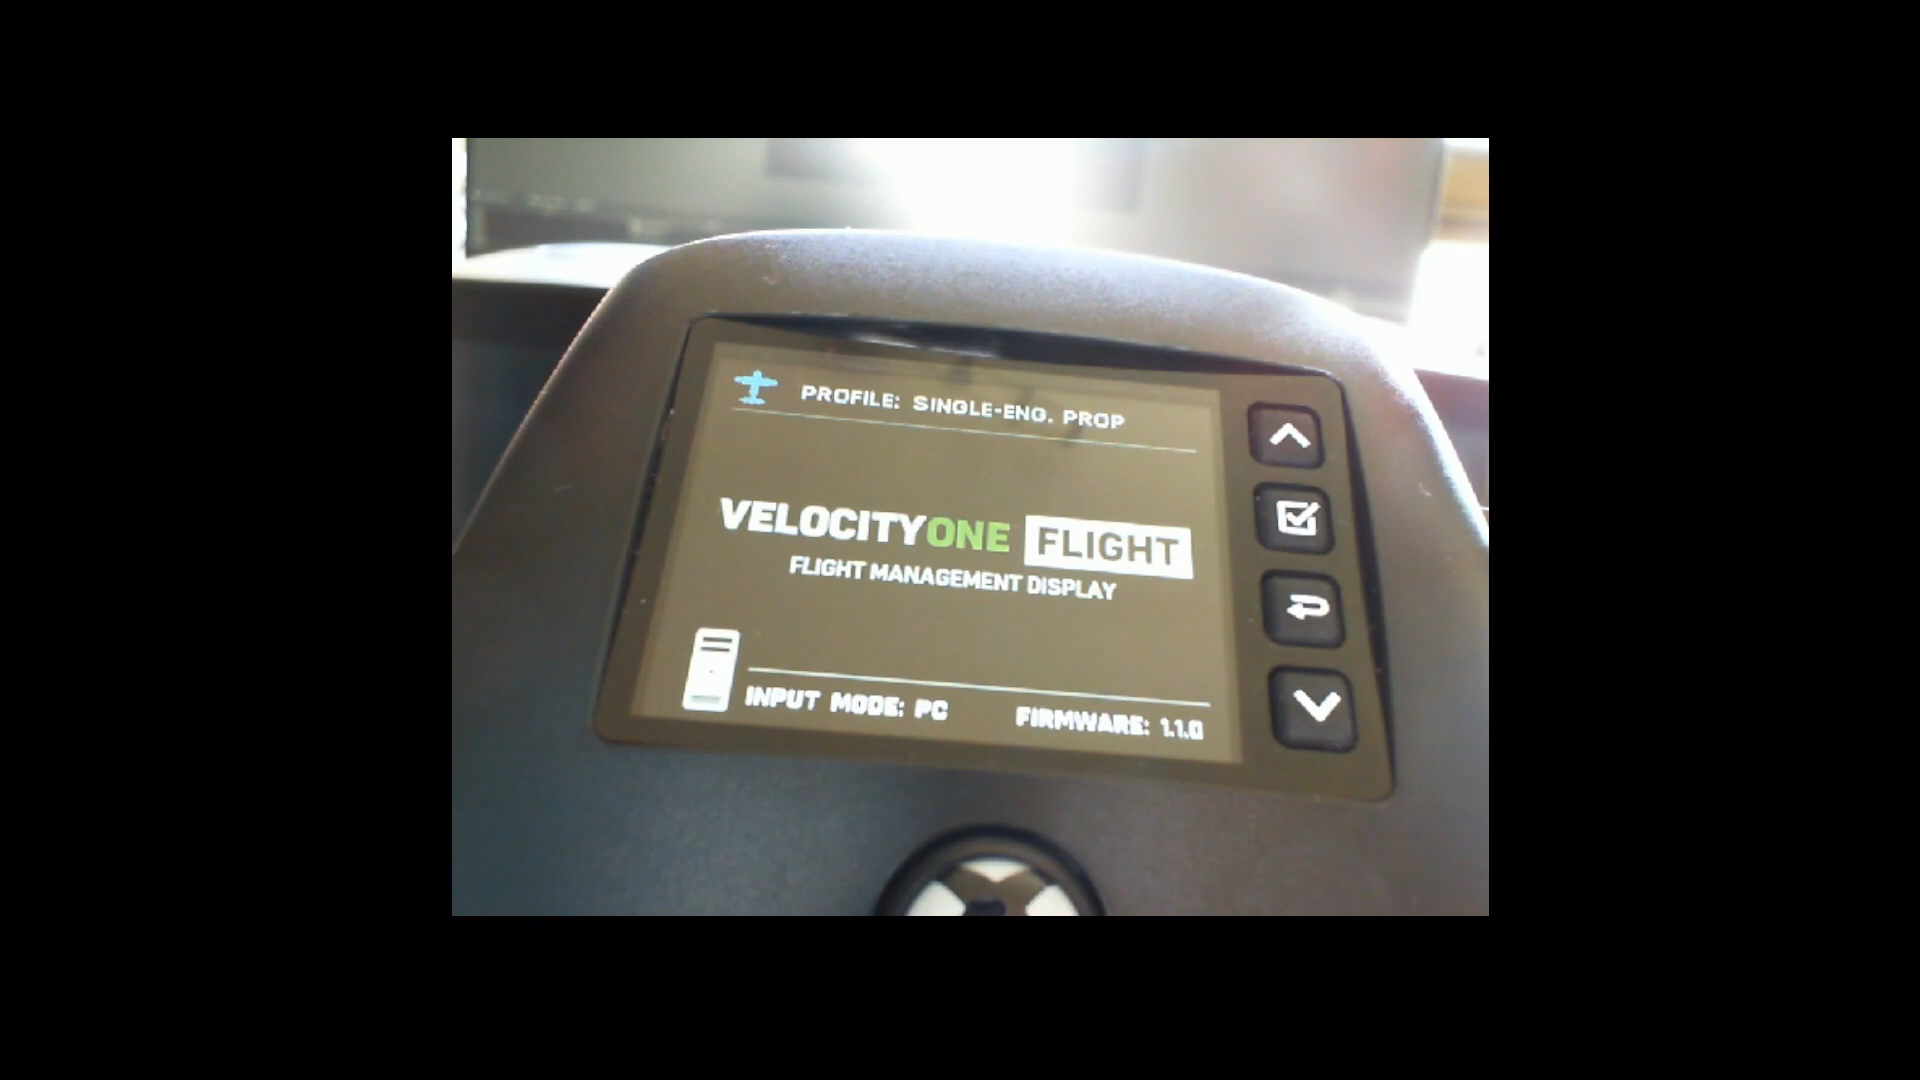 PROFILE: SINGLE-ENG. PROP
VELOCITYONE FLIGHT
FLIGHT MANAGEMENT DISPLAY
INPUT MODE: PC FIRMWARE: 1.1.0